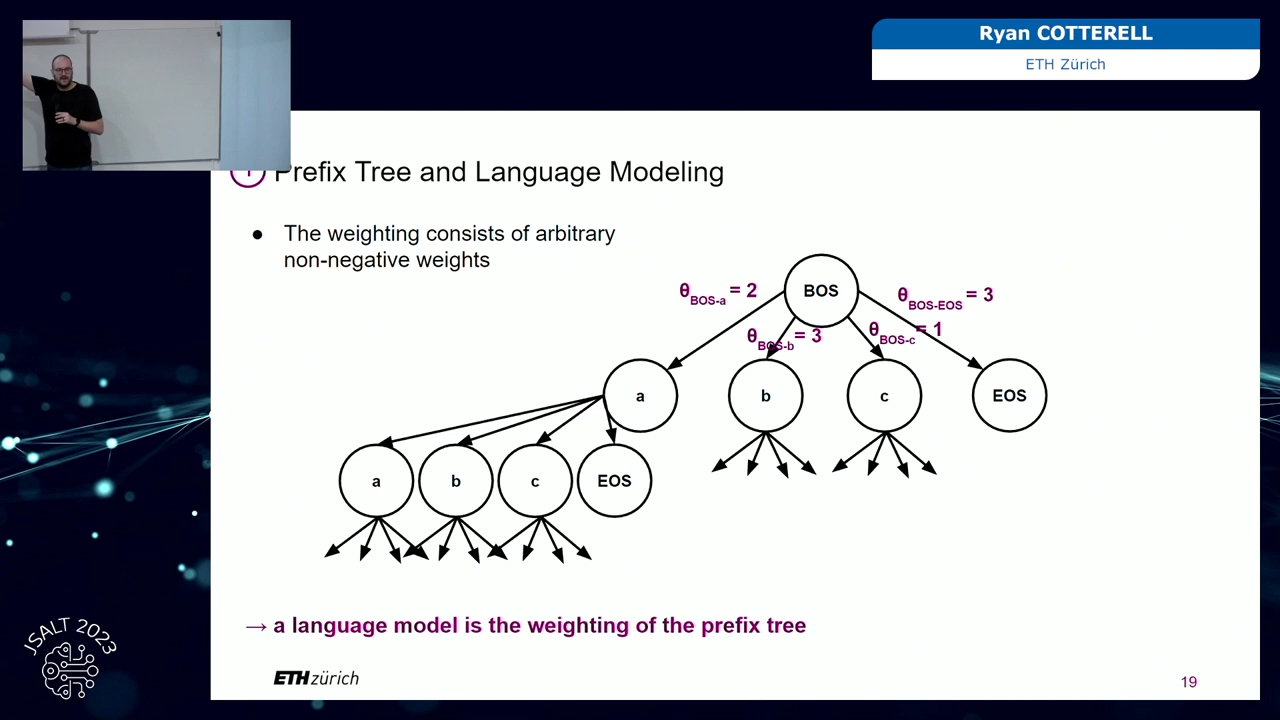 Ryan COTTERELL
ETH Zürich
Prefix Tree and Language Modeling
● The weighting consists of arbitrary
non-negative weights
BOS
θBOS-a = 2
θBOS-b = 3
θBOS-c = 1
θBOS-EOS = 3
a
b
c
EOS
a
b
c
EOS
→ a language model is the weighting of the prefix tree
JSALT 2023
ETH zürich
19